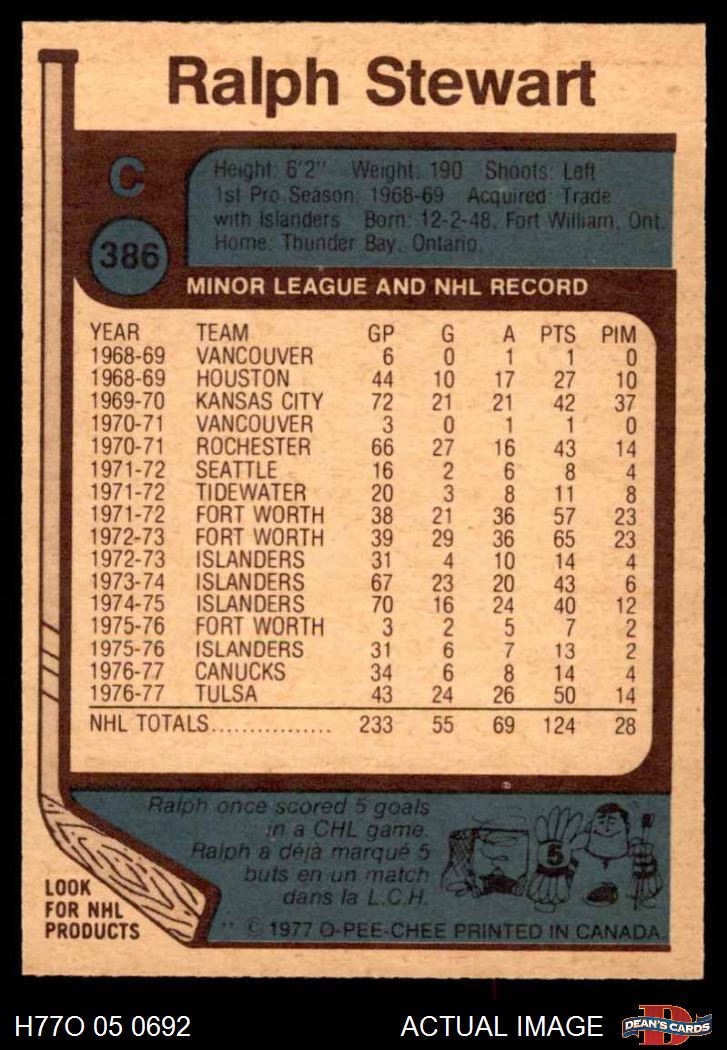 Ralph Stewart
C
Height: 6'2" Weight: 190 Shoots: Left
1st Pro Season: 1968-69 Acquired: Trade
with Islanders Born: 12-2-48, Fort William, Ont.
Home: Thunder Bay, Ontario.
386
MINOR LEAGUE AND NHL RECORD
YEAR TEAM GP G A PTS PIM
1968-69 VANCOUVER 6 0 1 1 0
1968-69 HOUSTON 44 10 17 27 10
1969-70 KANSAS CITY 72 21 21 42 37
1970-71 VANCOUVER 3 0 1 1 0
1970-71 ROCHESTER 66 27 16 43 14
1971-72 SEATTLE 16 2 6 8 4
1971-72 TIDEWATER 20 3 8 11 8
1971-72 FORT WORTH 38 21 36 57 23
1972-73 FORT WORTH 39 29 36 65 23
1972-73 ISLANDERS 31 4 10 14 4
1973-74 ISLANDERS 67 23 20 43 6
1974-75 ISLANDERS 70 16 24 40 12
1975-76 FORT WORTH 3 2 5 7 2
1975-76 ISLANDERS 31 6 7 13 2
1976-77 CANUCKS 34 6 8 14 4
1976-77 TULSA 43 24 26 50 14
NHL TOTALS................ 233 55 69 124 28
Ralph once scored 5 goals
in a CHL game.
Ralph a déjà marqué 5
buts en un match
dans la L.C.H.
5
LOOK
FOR NHL
PRODUCTS
** © 1977 O-PEE-CHEE PRINTED IN CANADA.
H77O 05 0692 ACTUAL IMAGE
D
DEAN'S CARDS